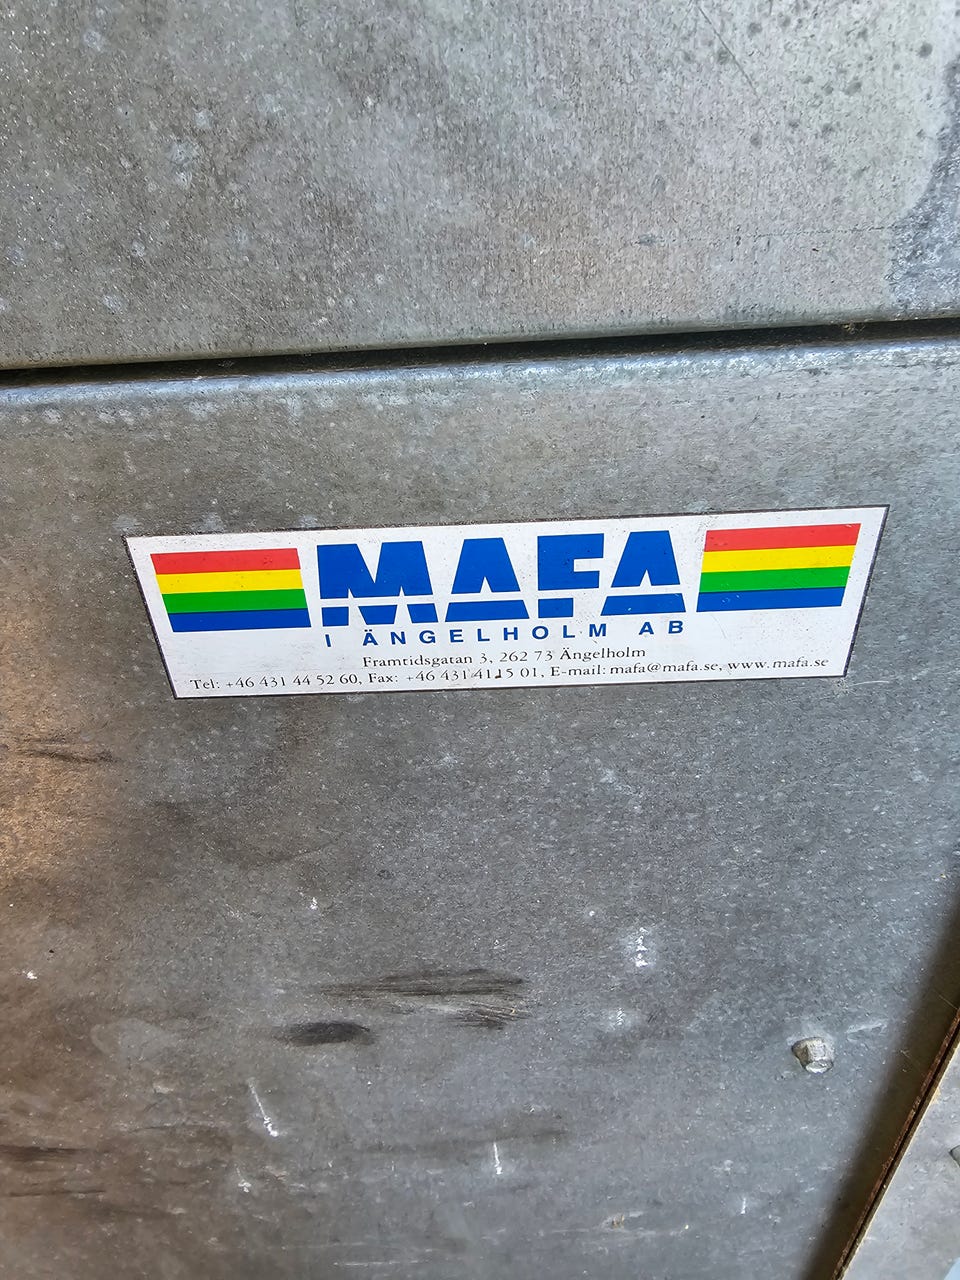 MAFA
I ÄNGELHOLM AB
Framtidsgatan 3, 262 73 Ängelholm
Tel: +46 431 44 52 60, Fax: +46 431 41 15 01, E-mail: mafa@mafa.se, www.mafa.se